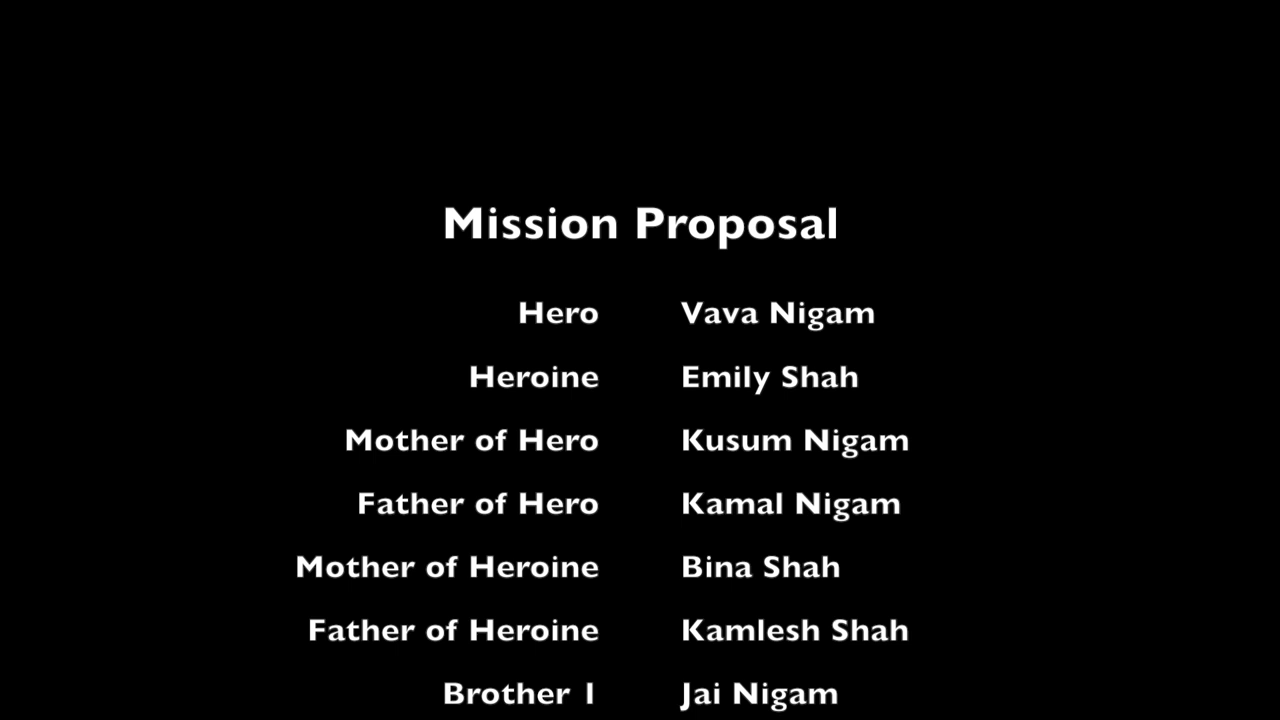 Mission Proposal
Hero Vava Nigam
Heroine Emily Shah
Mother of Hero Kusum Nigam
Father of Hero Kamal Nigam
Mother of Heroine Bina Shah
Father of Heroine Kamlesh Shah
Brother 1 Jai Nigam